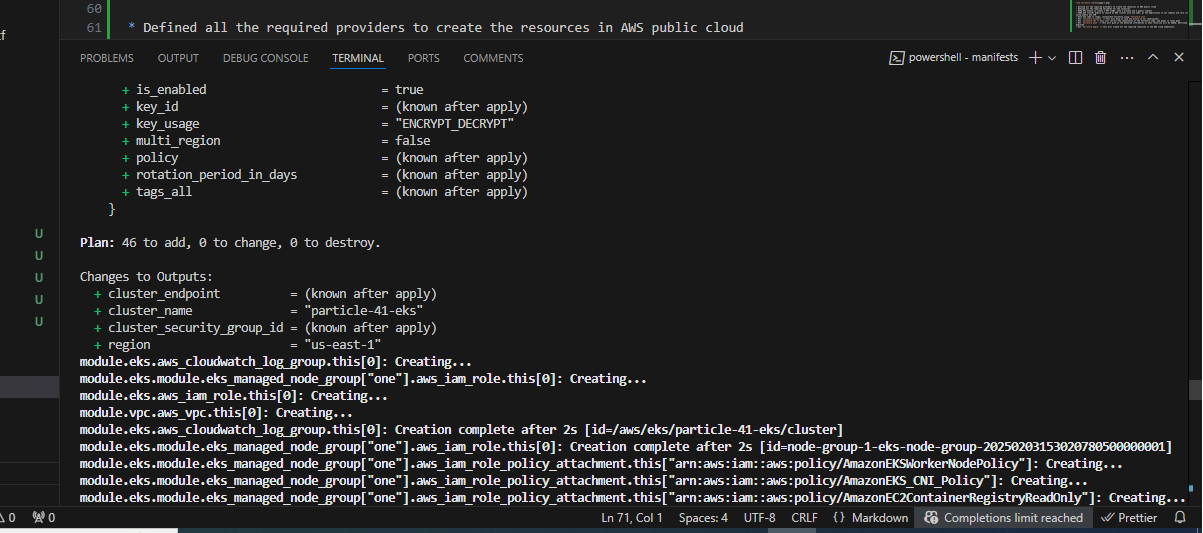 60
61 * Defined all the required providers to create the resources in AWS public cloud
PROBLEMS OUTPUT DEBUG CONSOLE TERMINAL PORTS COMMENTS powershell - manifests
+ is_enabled = true
+ key_id = (known after apply)
+ key_usage = "ENCRYPT_DECRYPT"
+ multi_region = false
+ policy = (known after apply)
+ rotation_period_in_days = (known after apply)
+ tags_all = (known after apply)
}
U
U
U
U
U
Plan: 46 to add, 0 to change, 0 to destroy.
Changes to Outputs:
+ cluster_endpoint = (known after apply)
+ cluster_name = "particle-41-eks"
+ cluster_security_group_id = (known after apply)
+ region = "us-east-1"
module.eks.aws_cloudwatch_log_group.this[0]: Creating...
module.eks.module.eks_managed_node_group["one"].aws_iam_role.this[0]: Creating...
module.eks.aws_iam_role.this[0]: Creating...
module.vpc.aws_vpc.this[0]: Creating...
module.eks.aws_cloudwatch_log_group.this[0]: Creation complete after 2s [id=/aws/eks/particle-41-eks/cluster]
module.eks.module.eks_managed_node_group["one"].aws_iam_role.this[0]: Creation complete after 2s [id=node-group-1-eks-node-group-20250203153020780500000001]
module.eks.module.eks_managed_node_group["one"].aws_iam_role_policy_attachment.this["arn:aws:iam::aws:policy/AmazonEKSWorkerNodePolicy"]: Creating...
module.eks.module.eks_managed_node_group["one"].aws_iam_role_policy_attachment.this["arn:aws:iam::aws:policy/AmazonEKS_CNI_Policy"]: Creating...
module.eks.module.eks_managed_node_group["one"].aws_iam_role_policy_attachment.this["arn:aws:iam::aws:policy/AmazonEC2ContainerRegistryReadOnly"]: Creating...
0 0 Ln 71, Col 1 Spaces: 4 UTF-8 CRLF {} Markdown Completions limit reached Prettier